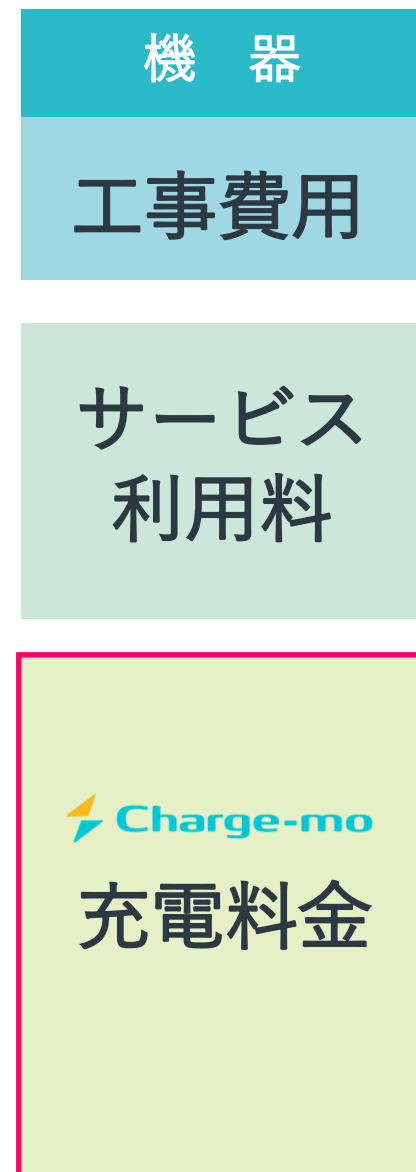 機　器
工事費用
サービス
利用料
Charge-mo
充電料金